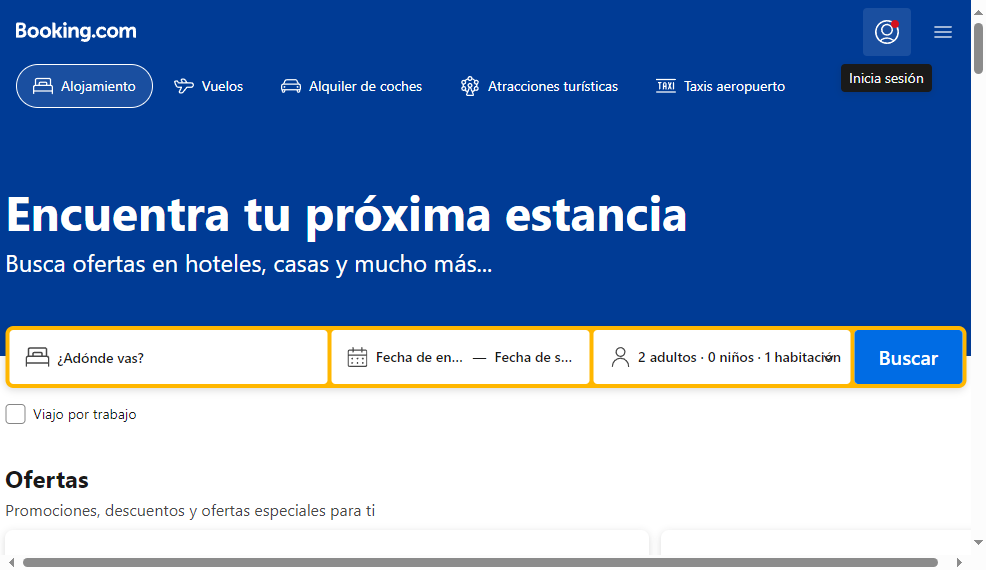 Booking.com
Alojamiento Vuelos Alquiler de coches Atracciones turísticas TAXI Taxis aeropuerto
Inicia sesión
Encuentra tu próxima estancia
Busca ofertas en hoteles, casas y mucho más...
¿Adónde vas? Fecha de en... — Fecha de s... 2 adultos · 0 niños · 1 habitación Buscar
Viajo por trabajo
Ofertas
Promociones, descuentos y ofertas especiales para ti